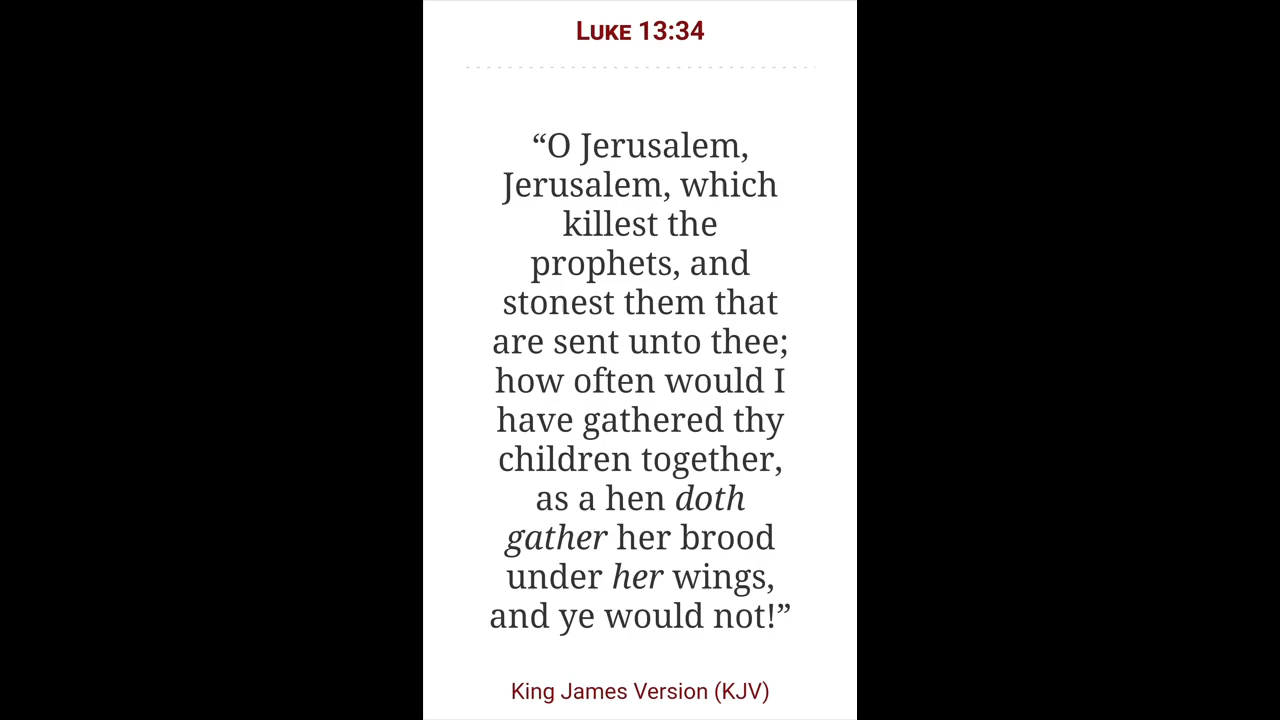 Luke 13:34
“O Jerusalem,
Jerusalem, which
killest the
prophets, and
stonest them that
are sent unto thee;
how often would I
have gathered thy
children together,
as a hen doth
gather her brood
under her wings,
and ye would not!”
King James Version (KJV)